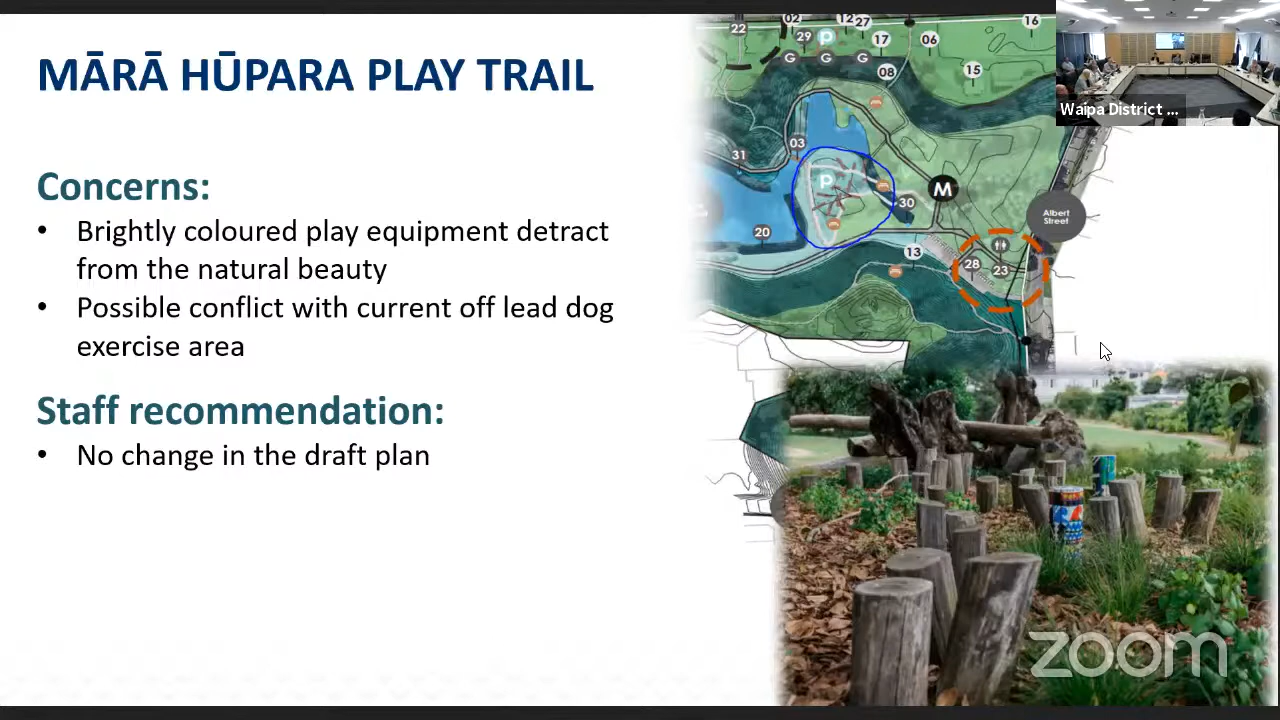 MĀRĀ HŪPARA PLAY TRAIL
Concerns:
• Brightly coloured play equipment detract
from the natural beauty
• Possible conflict with current off lead dog
exercise area
Staff recommendation:
• No change in the draft plan
22
02
12
27
16
29
P
17
06
G
G
G
08
15
03
31
P
M
30
20
13
28
23
Albert
Street
Waipa District ...
zoom